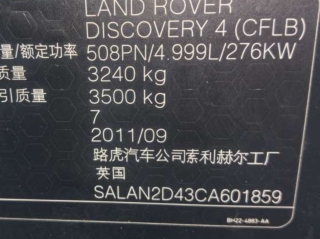 LAND ROVER
DISCOVERY 4 (CFLB)
量/额定功率 508PN/4.999L/276KW
质量 3240 kg
引质量 3500 kg
7
2011/09
路虎汽车公司索利赫尔工厂
英国
SALAN2D43CA601859
BH22-4863-AA